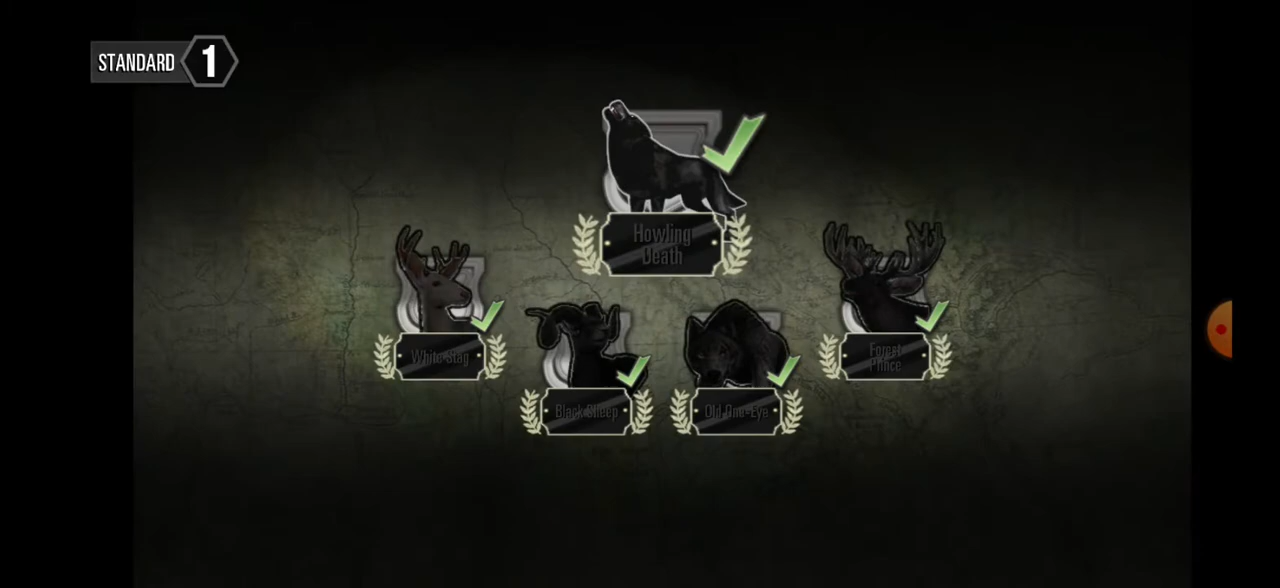 STANDARD 1
Howling
Death
White Stag
Black Sheep
Old One-Eye
Forest
Prince